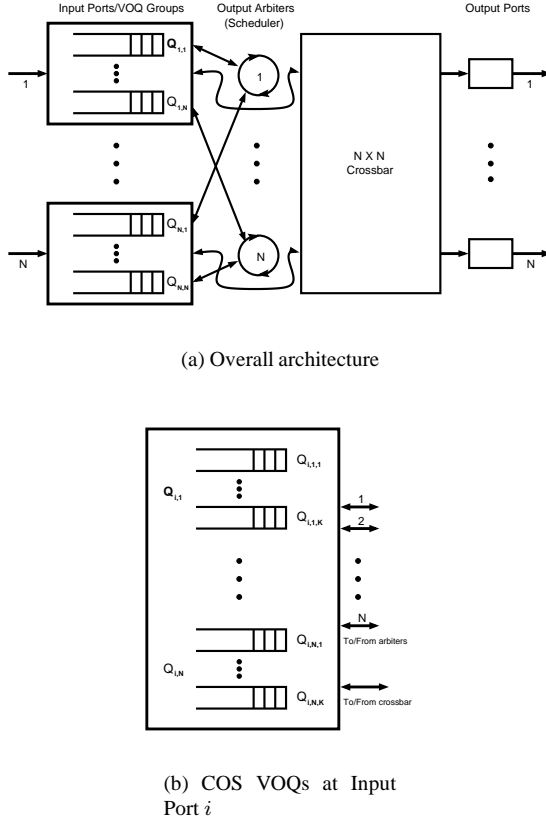 Input Ports/VOQ Groups
Output Arbiters
(Scheduler)
Output Ports
Q1,1
Q1,N
1
1
1
N X N
Crossbar
QN,1
QN,N
N
N
N
(a) Overall architecture
Qi,1,1
Qi,1
Qi,1,K
1
2
N
Qi,N,1
To/From arbiters
Qi,N
Qi,N,K
To/From crossbar
(b) COS VOQs at Input
Port i